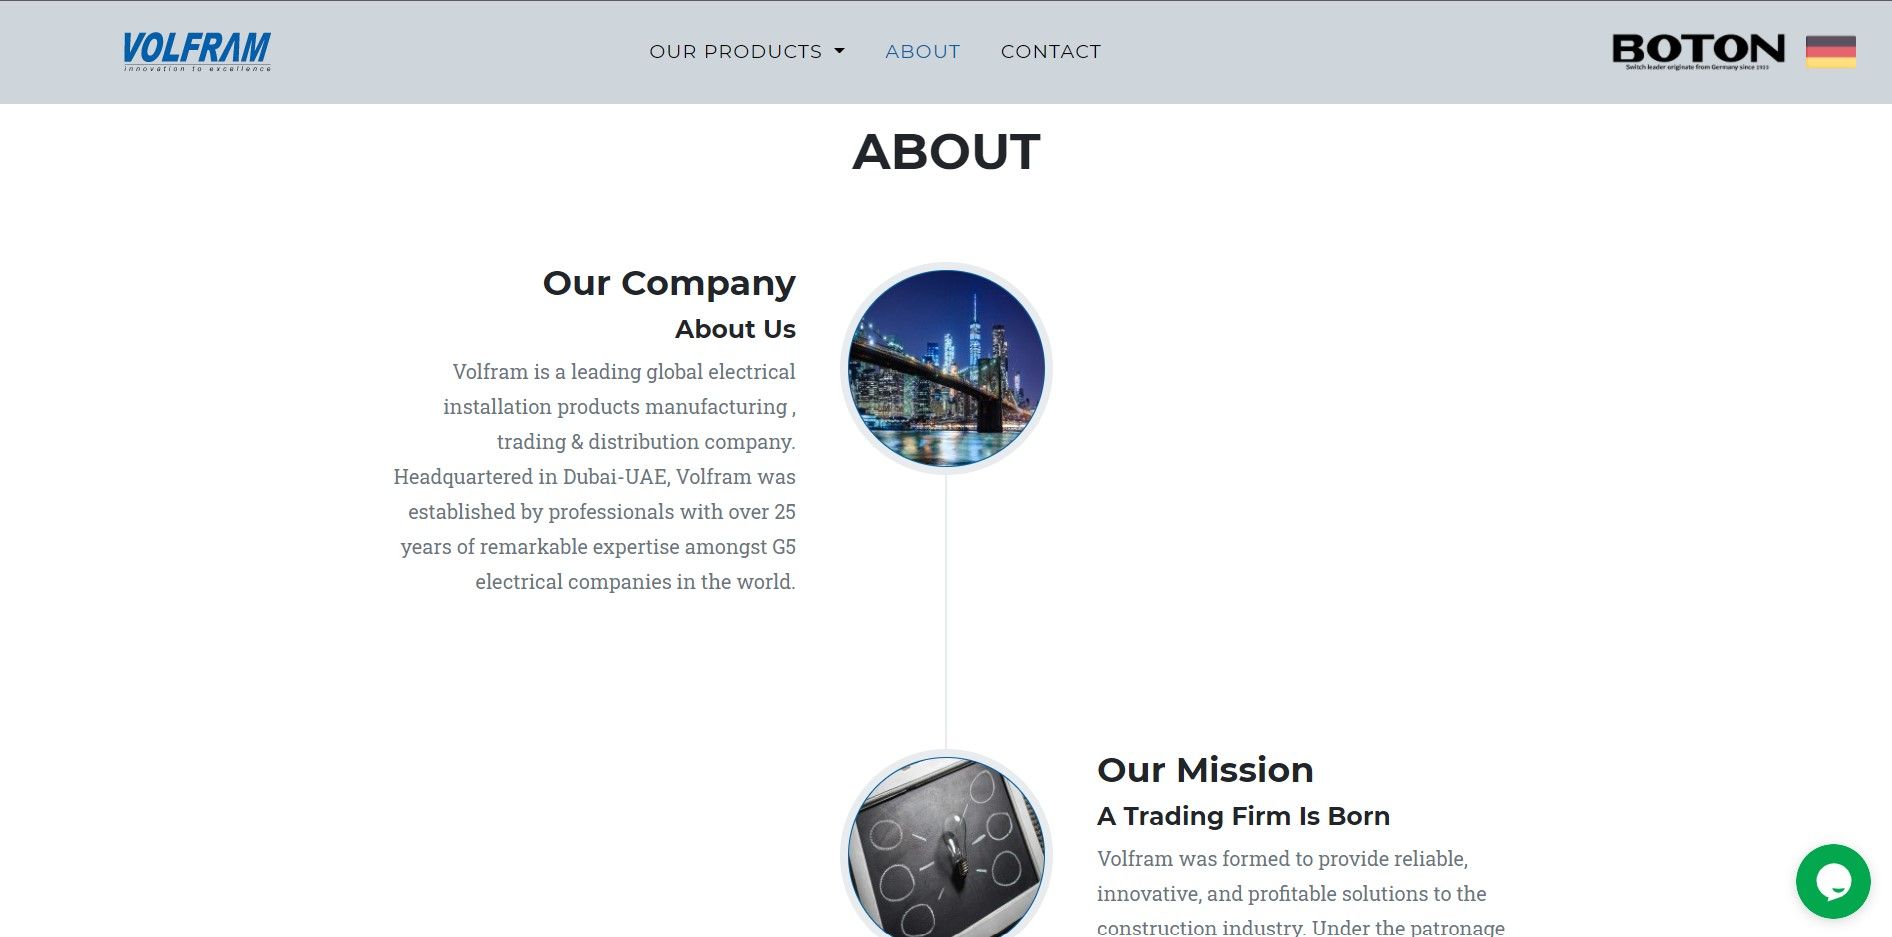 VOLFRAM
innovation to excellence
OUR PRODUCTS
ABOUT
CONTACT
BOTON
Switch leader originate from Germany since 1933
ABOUT
Our Company
About Us
Volfram is a leading global electrical
installation products manufacturing ,
trading & distribution company.
Headquartered in Dubai-UAE, Volfram was
established by professionals with over 25
years of remarkable expertise amongst G5
electrical companies in the world.
Our Mission
A Trading Firm Is Born
Volfram was formed to provide reliable,
innovative, and profitable solutions to the
construction industry. Under the patronage